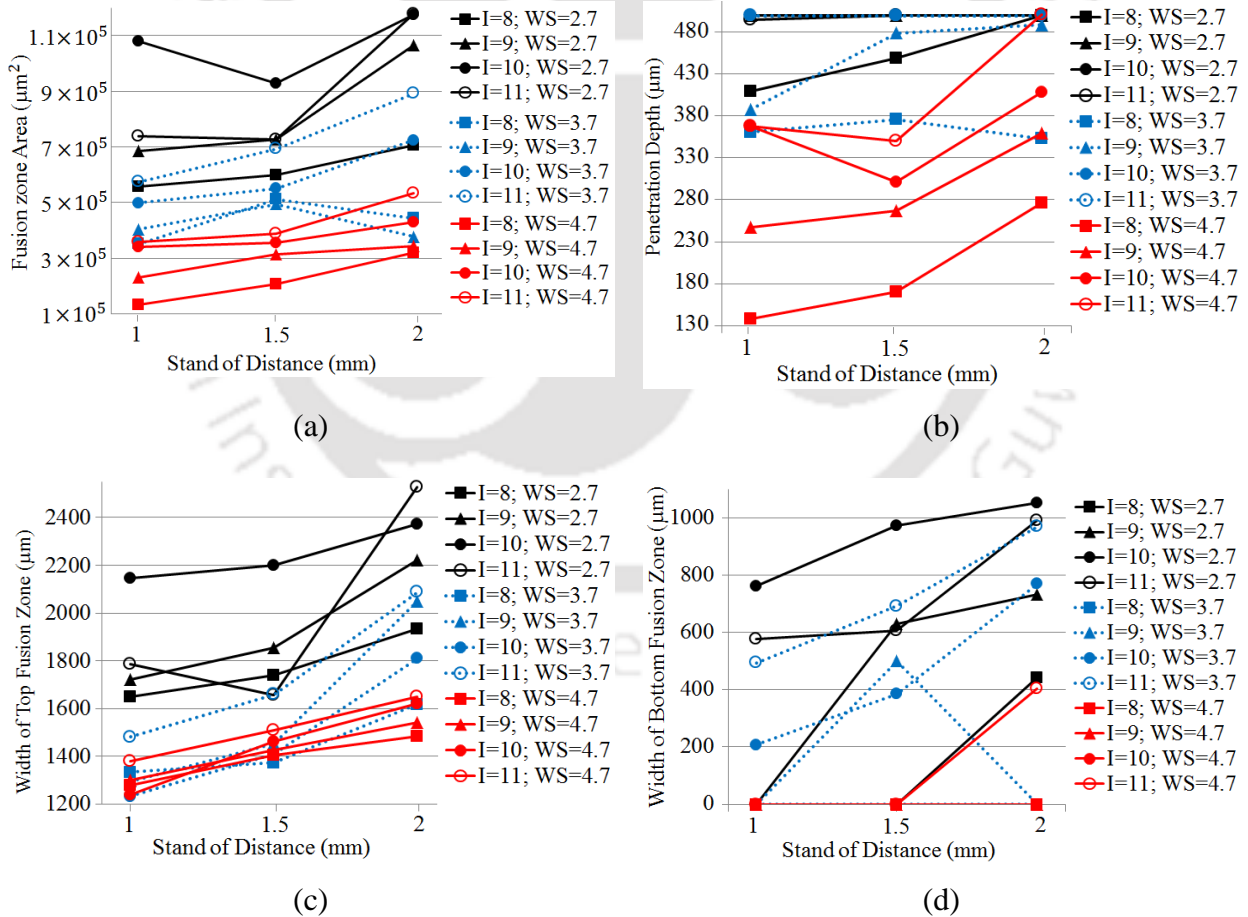 Fusion zone Area (μm²)
1.1×10⁵
9×10⁵
7×10⁵
5×10⁵
3×10⁵
1×10⁵
1 1.5 2
Stand of Distance (mm)
I=8; WS=2.7
I=9; WS=2.7
I=10; WS=2.7
I=11; WS=2.7
I=8; WS=3.7
I=9; WS=3.7
I=10; WS=3.7
I=11; WS=3.7
I=8; WS=4.7
I=9; WS=4.7
I=10; WS=4.7
I=11; WS=4.7
(a)
Penetration Depth (μm)
480
430
380
330
280
230
180
130
1 1.5 2
Stand of Distance (mm)
I=8; WS=2.7
I=9; WS=2.7
I=10; WS=2.7
I=11; WS=2.7
I=8; WS=3.7
I=9; WS=3.7
I=10; WS=3.7
I=11; WS=3.7
I=8; WS=4.7
I=9; WS=4.7
I=10; WS=4.7
I=11; WS=4.7
(b)
Width of Top Fusion Zone (μm)
2400
2200
2000
1800
1600
1400
1200
1 1.5 2
Stand of Distance (mm)
I=8; WS=2.7
I=9; WS=2.7
I=10; WS=2.7
I=11; WS=2.7
I=8; WS=3.7
I=9; WS=3.7
I=10; WS=3.7
I=11; WS=3.7
I=8; WS=4.7
I=9; WS=4.7
I=10; WS=4.7
I=11; WS=4.7
(c)
Width of Bottom Fusion Zone (μm)
1000
800
600
400
200
0
1 1.5 2
Stand of Distance (mm)
I=8; WS=2.7
I=9; WS=2.7
I=10; WS=2.7
I=11; WS=2.7
I=8; WS=3.7
I=9; WS=3.7
I=10; WS=3.7
I=11; WS=3.7
I=8; WS=4.7
I=9; WS=4.7
I=10; WS=4.7
I=11; WS=4.7
(d)